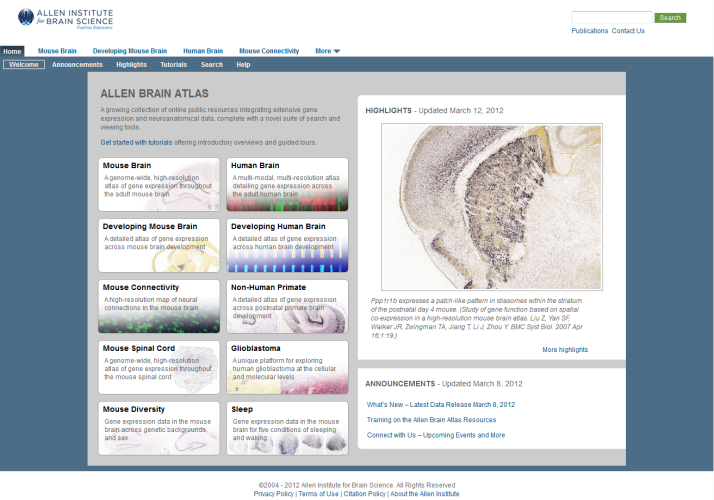 ALLEN INSTITUTE
for BRAIN SCIENCE
Fueling Discovery
Search
Publications Contact Us
Home Mouse Brain Developing Mouse Brain Human Brain Mouse Connectivity More
Welcome Announcements Highlights Tutorials Search Help
ALLEN BRAIN ATLAS
A growing collection of online public resources integrating extensive gene
expression and neuroanatomical data, complete with a novel suite of search and
viewing tools.
Get started with tutorials offering introductory overviews and guided tours.
Mouse Brain
A genome-wide, high-resolution
atlas of gene expression throughout
the adult mouse brain
Human Brain
A multi-modal, multi-resolution atlas
detailing gene expression across
the adult human brain
Developing Mouse Brain
A detailed atlas of gene expression
across mouse brain development
Developing Human Brain
A detailed atlas of gene expression
across human brain development
Mouse Connectivity
A high-resolution map of neural
connections in the mouse brain
Non-Human Primate
A detailed atlas of gene expression
across postnatal primate brain
development
Mouse Spinal Cord
A genome-wide, high-resolution
atlas of gene expression throughout
the mouse spinal cord
Glioblastoma
A unique platform for exploring
human glioblastoma at the cellular
and molecular levels
Mouse Diversity
Gene expression data in the mouse
brain across genetic backgrounds
and sex
Sleep
Gene expression data in the mouse
brain for five conditions of sleeping
and waking
HIGHLIGHTS - Updated March 12, 2012
Ppp1r1b expresses a patch-like pattern in stiasomes within the striatum
of the postnatal day 4 mouse. (Study of gene function based on spatial
co-expression in a high-resolution mouse brain atlas. Liu Z, Yan SF,
Walker JR, Zwingman TA, Jiang T, Li J, Zhou Y. BMC Syst Biol. 2007 Apr
16;1:19.)
More highlights
ANNOUNCEMENTS - Updated March 8, 2012
What's New – Latest Data Release March 8, 2012
Training on the Allen Brain Atlas Resources
Connect with Us – Upcoming Events and More
©2004 - 2012 Allen Institute for Brain Science. All Rights Reserved
Privacy Policy | Terms of Use | Citation Policy | About the Allen Institute